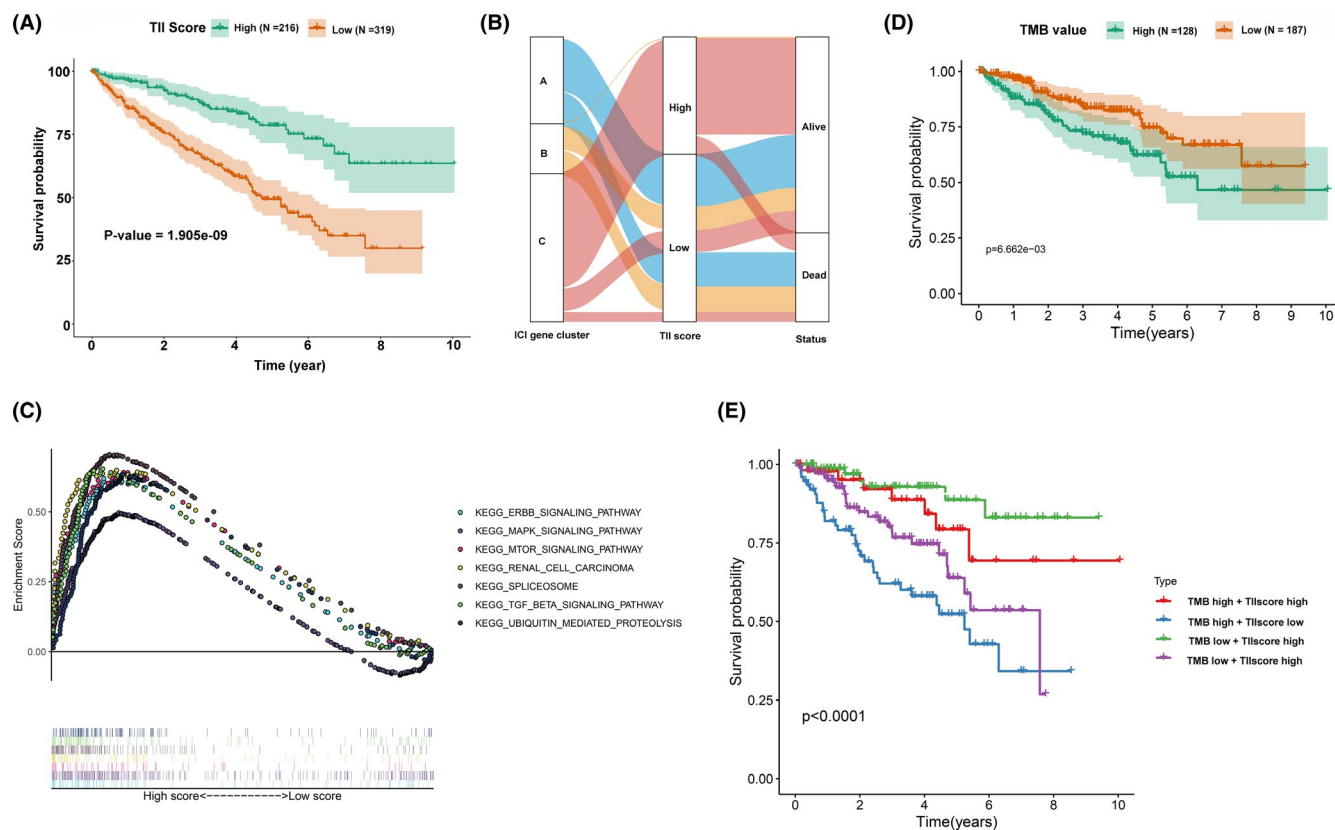 (A)
TII Score High (N =216) Low (N =319)
Survival probability
100
75
50
25
0
P-value = 1.905e-09
0 2 4 6 8 10
Time (year)
(B)
A
B
C
High
Low
Alive
Dead
ICI gene cluster TII score Status
(D)
TMB value High (N =128) Low (N = 187)
Survival probability
1.00
0.75
0.50
0.25
0.00
p=6.662e−03
0 1 2 3 4 5 6 7 8 9 10
Time(years)
(C)
Enrichment Score
0.50
0.25
0.00
KEGG_ERBB_SIGNALING_PATHWAY
KEGG_MAPK_SIGNALING_PATHWAY
KEGG_MTOR_SIGNALING_PATHWAY
KEGG_RENAL_CELL_CARCINOMA
KEGG_SPLICEOSOME
KEGG_TGF_BETA_SIGNALING_PATHWAY
KEGG_UBIQUITIN_MEDIATED_PROTEOLYSIS
High score<------------>Low score
(E)
Survival probability
1.00
0.75
0.50
0.25
0.00
p<0.0001
0 2 4 6 8 10
Time(years)
Type
TMB high + TIIscore high
TMB high + TIIscore low
TMB low + TIIscore high
TMB low + TIIscore high